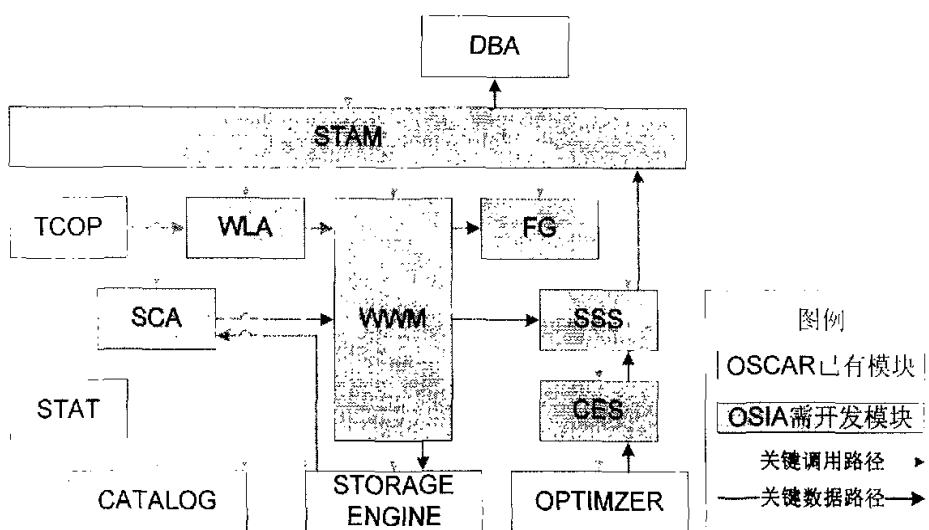 DBA
STAM
TCOP
WLA
FG
SCA
WWM
SSS
图例
OSCAR已有模块
STAT
CES
OSIA需开发模块
关键调用路径
CATALOG
STORAGE
ENGINE
OPTIMZER
关键数据路径